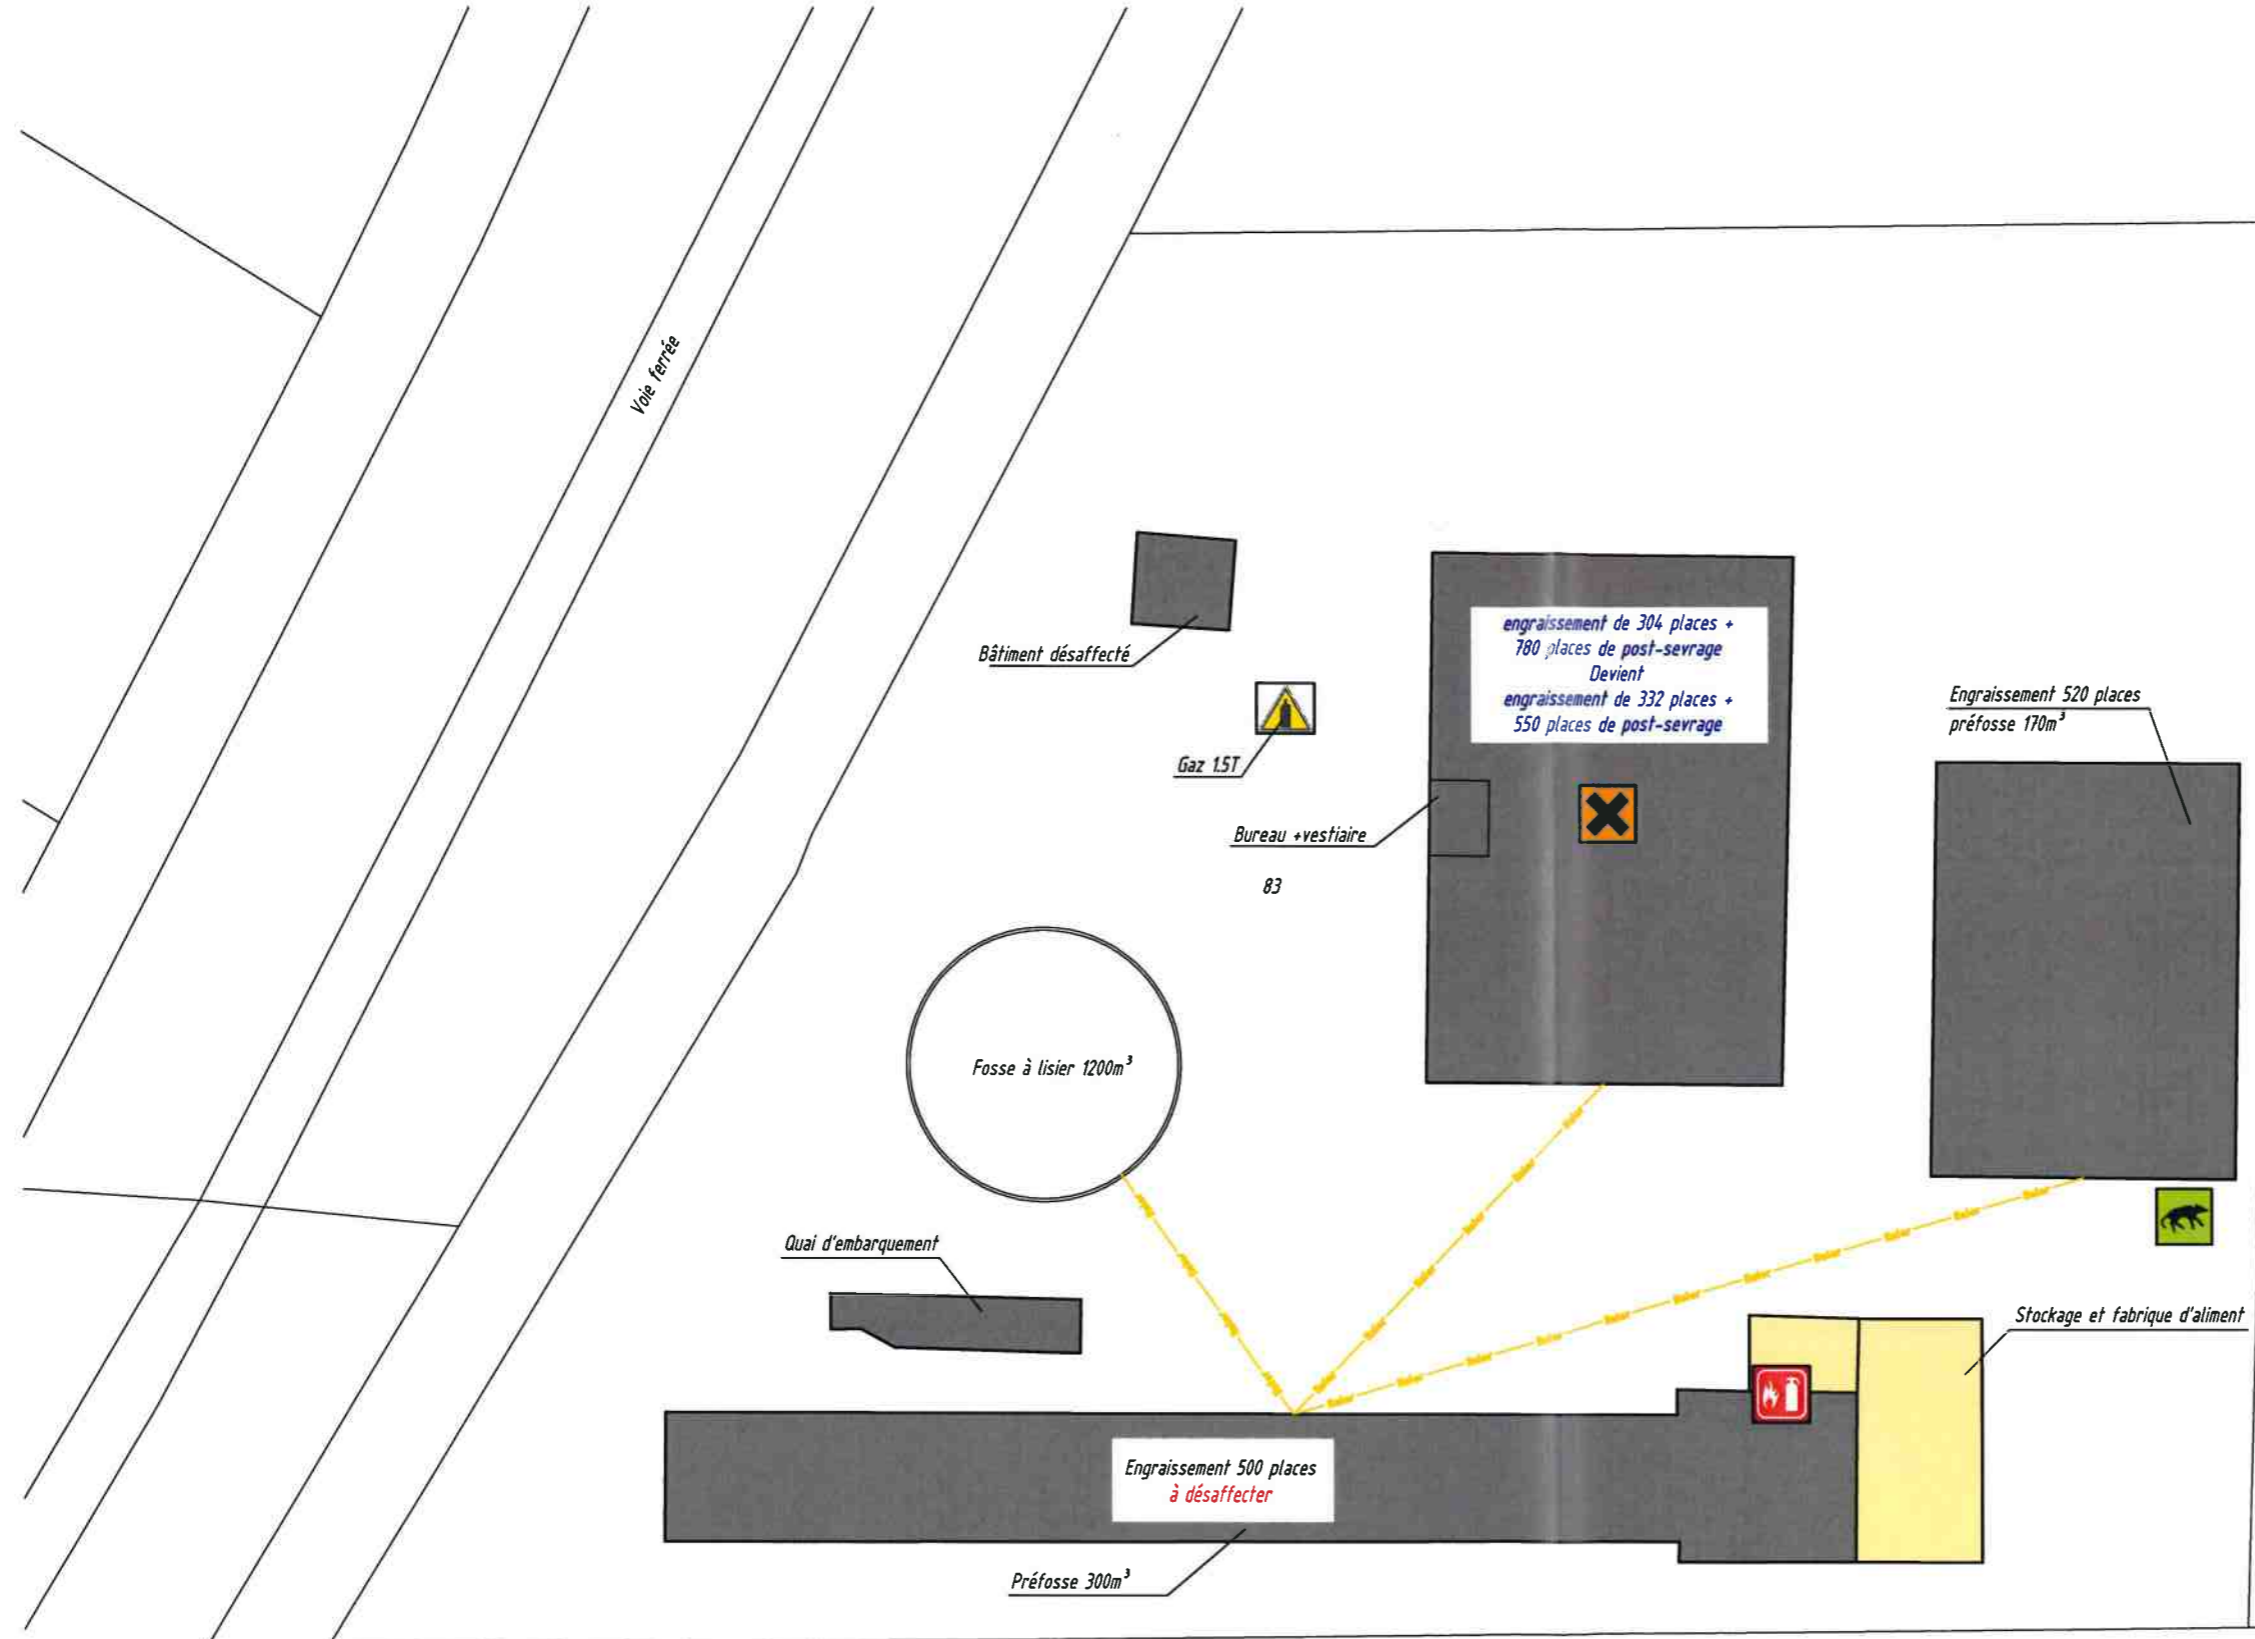 Voie ferrée
Bâtiment désaffecté
engraissement de 304 places +
780 places de post-sevrage
Devient
engraissement de 332 places +
550 places de post-sevrage
Engraissement 520 places
préfosse 170m³
Gaz 1.5T
Bureau +vestiaire
83
Fosse à lisier 1200m³
Quai d'embarquement
Stockage et fabrique d'aliment
Engraissement 500 places
à désaffecter
Préfosse 300m³